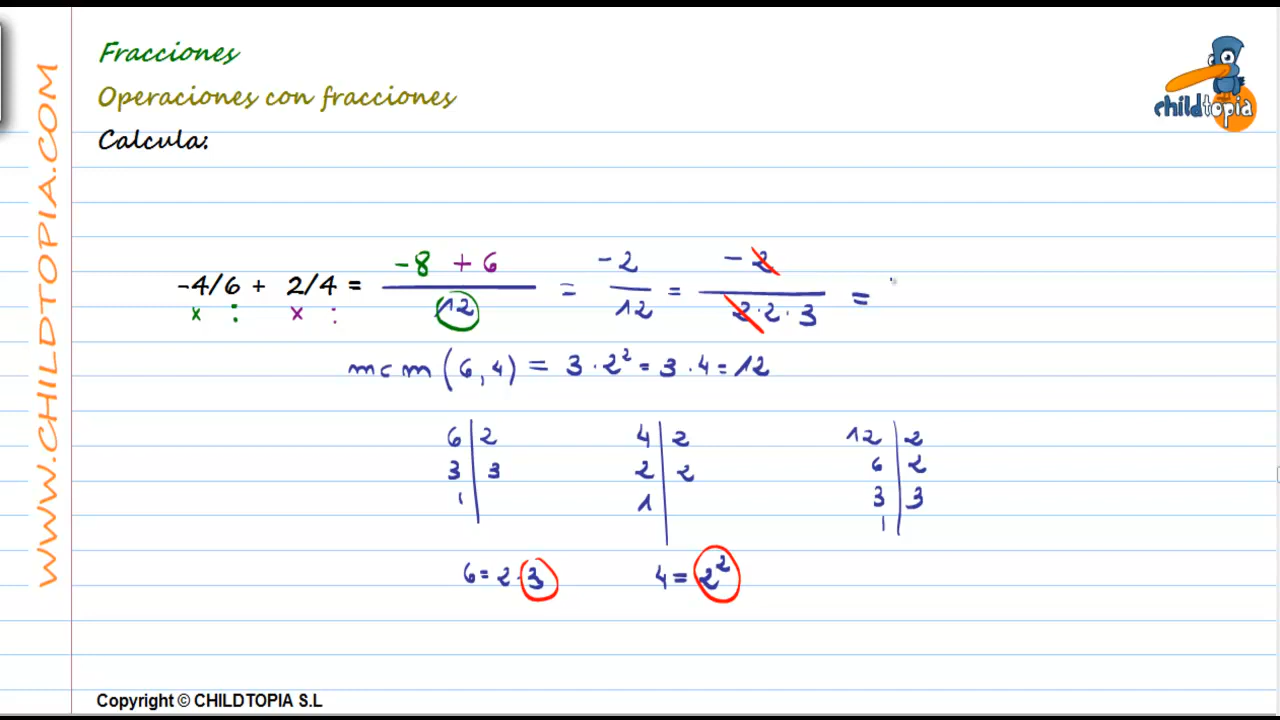 WWW.CHILDTOPIA.COM
Fracciones
childtopia
Operaciones con fracciones
Calcula:
-4/6 + 2/4 = (-8 + 6)/12 = -2/12 = -2/(2·2·3) =
x : x :
mcm (6,4) = 3·2² = 3·4 = 12
6 | 2 4 | 2 12 | 2
3 | 3 2 | 2 6 | 2
1 | 1 | 3 | 3
1 |
6 = 2·3 4 = 2²
Copyright © CHILDTOPIA S.L